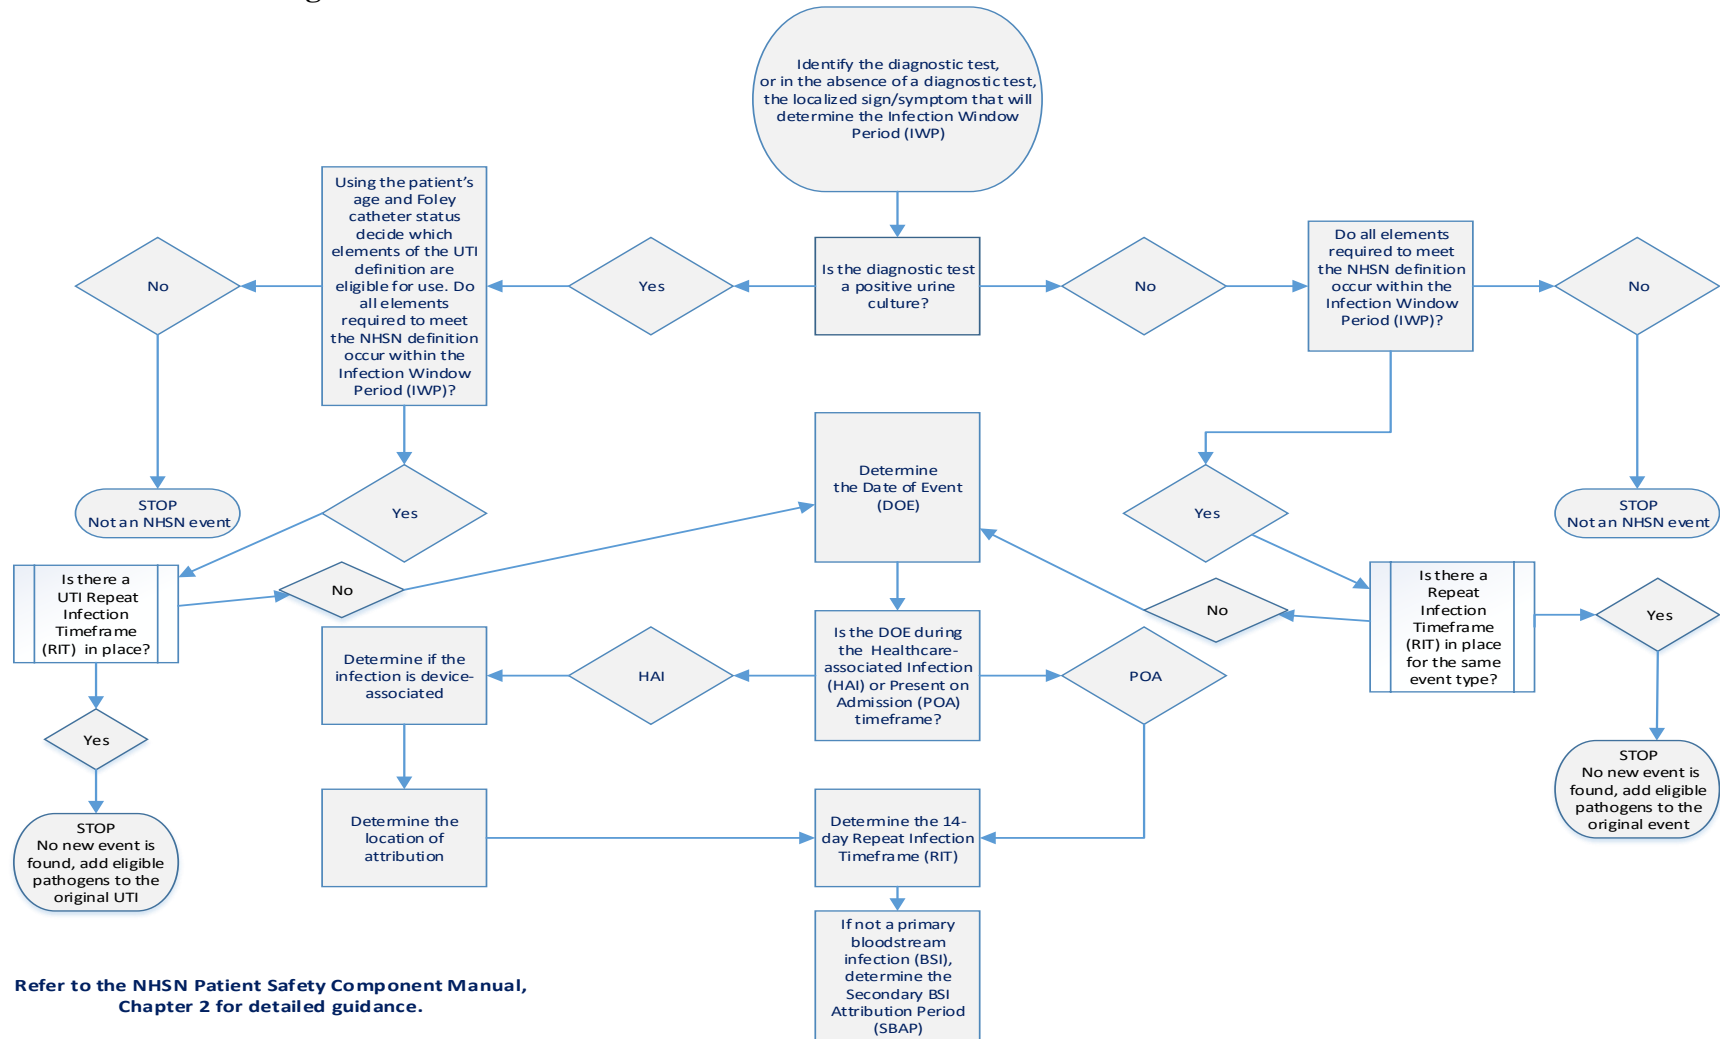 Identify the diagnostic test,
or in the absence of a diagnostic test,
the localized sign/symptom that will
determine the Infection Window
Period (IWP)
Using the patient's
age and Foley
catheter status
decide which
elements of the UTI
definition are
eligible for use. Do
all elements
required to meet
the NHSN definition
occur within the
Infection Window
Period (IWP)?
No
Yes
Is the diagnostic test
a positive urine
culture?
No
Do all elements
required to meet
the NHSN definition
occur within the
Infection Window
Period (IWP)?
No
STOP
Not an NHSN event
Yes
Determine
the Date of Event
(DOE)
Yes
STOP
Not an NHSN event
Is there a
UTI Repeat
Infection
Timeframe
(RIT) in place?
No
No
Is there a
Repeat
Infection
Timeframe
(RIT) in place
for the same
event type?
Yes
Determine if the
infection is device-
associated
HAI
Is the DOE during
the Healthcare-
associated Infection
(HAI) or Present on
Admission (POA)
timeframe?
POA
Yes
STOP
No new event is
found, add eligible
pathogens to the
original event
STOP
No new event is
found, add eligible
pathogens to the
original UTI
Determine the
location of
attribution
Determine the 14-
day Repeat Infection
Timeframe (RIT)
If not a primary
bloodstream
infection (BSI),
determine the
Secondary BSI
Attribution Period
(SBAP)
Refer to the NHSN Patient Safety Component Manual,
Chapter 2 for detailed guidance.